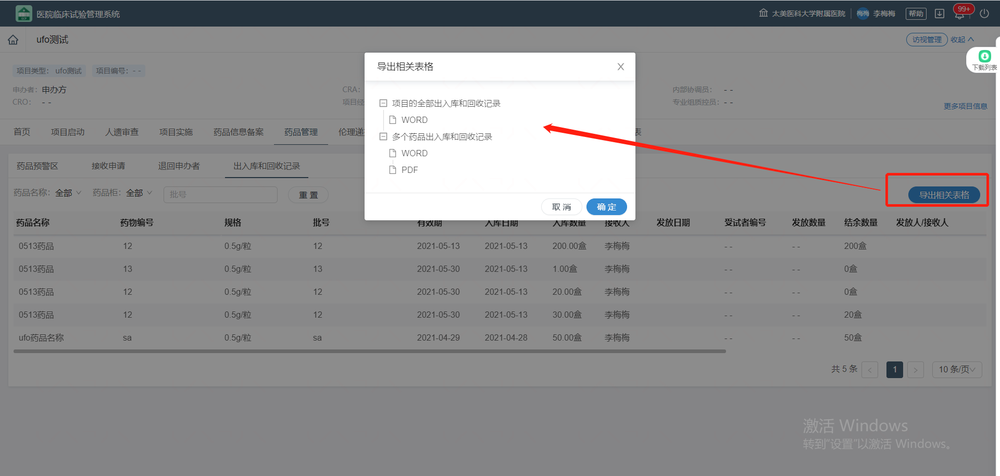 医院临床试验管理系统
太美医科大学附属医院
梅梅 李梅梅
帮助
99+
ufo测试
访视管理 收起
下载列表
项目类型： ufo测试
项目编号：- -
申办者：申办方
CRA：
内部协调员： - -
CRO： - -
项目经
专业组质控员：- -
更多项目信息
首页 项目启动 人遗审查 项目实施 药品信息备案 药品管理 伦理递 表
导出相关表格
项目的全部出入库和回收记录
WORD
多个药品出入库和回收记录
WORD
PDF
取 消 确 定
药品预警区 接收申请 退回申办者 出入库和回收记录
药品名称：全部 药品柜：全部 批号 重 置
导出相关表格
药品名称 药物编号 规格 批号 有效期 入库日期 入库数量 接收人 发放日期 受试者编号 发放数量 结余数量 发放人/接收人
0513药品 12 0.5g/粒 12 2021-05-13 2021-05-13 200.00盒 李梅梅 - - - - 200盒
0513药品 13 0.5g/粒 13 2021-05-30 2021-05-13 1.00盒 李梅梅 - - - - 0盒
0513药品 12 0.5g/粒 12 2021-05-30 2021-05-13 20.00盒 李梅梅 - - - - 0盒
0513药品 12 0.5g/粒 12 2021-05-30 2021-05-13 30.00盒 李梅梅 - - - - 20盒
ufo药品名称 sa 0.5g/粒 sa 2021-04-29 2021-04-28 50.00盒 李梅梅 - - - - 50盒
共 5 条 < 1 > 10 条/页
激活 Windows
转到“设置”以激活 Windows。